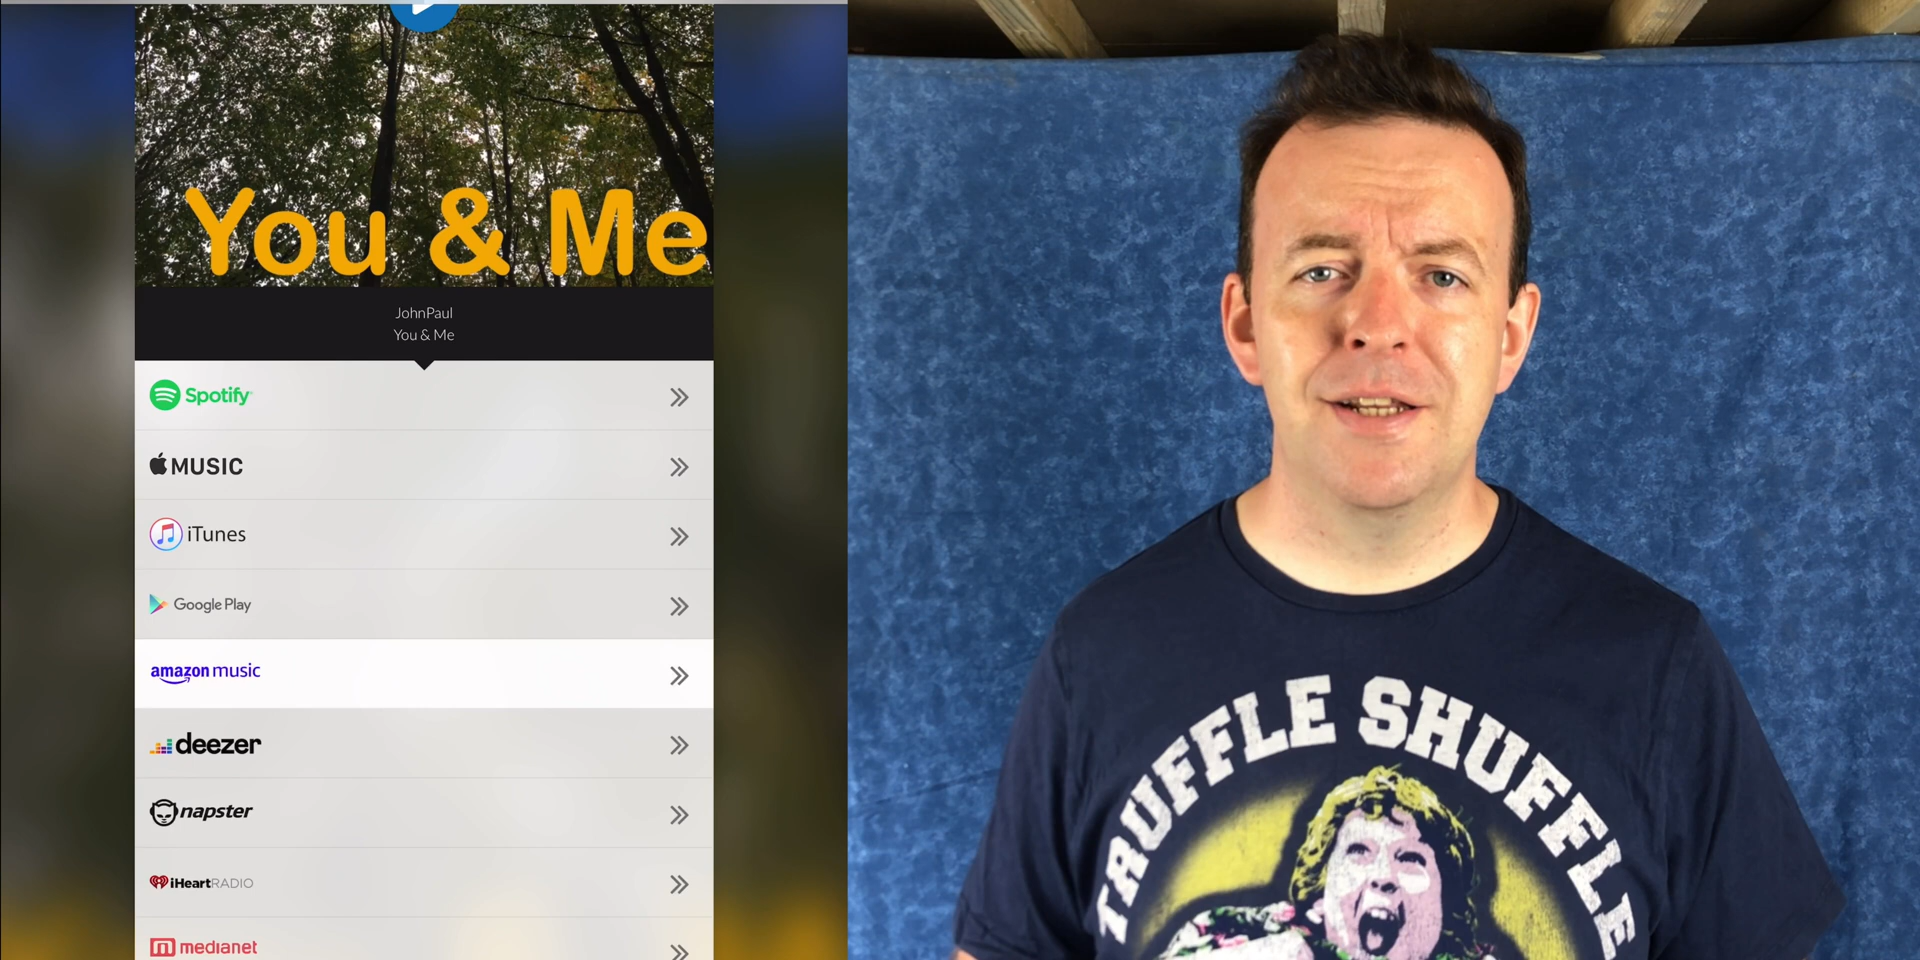 You & Me
JohnPaul
You & Me
Spotify
MUSIC
iTunes
Google Play
amazon music
deezer
napster
iHeartRADIO
medianet
TRUFFLE SHUFFLE